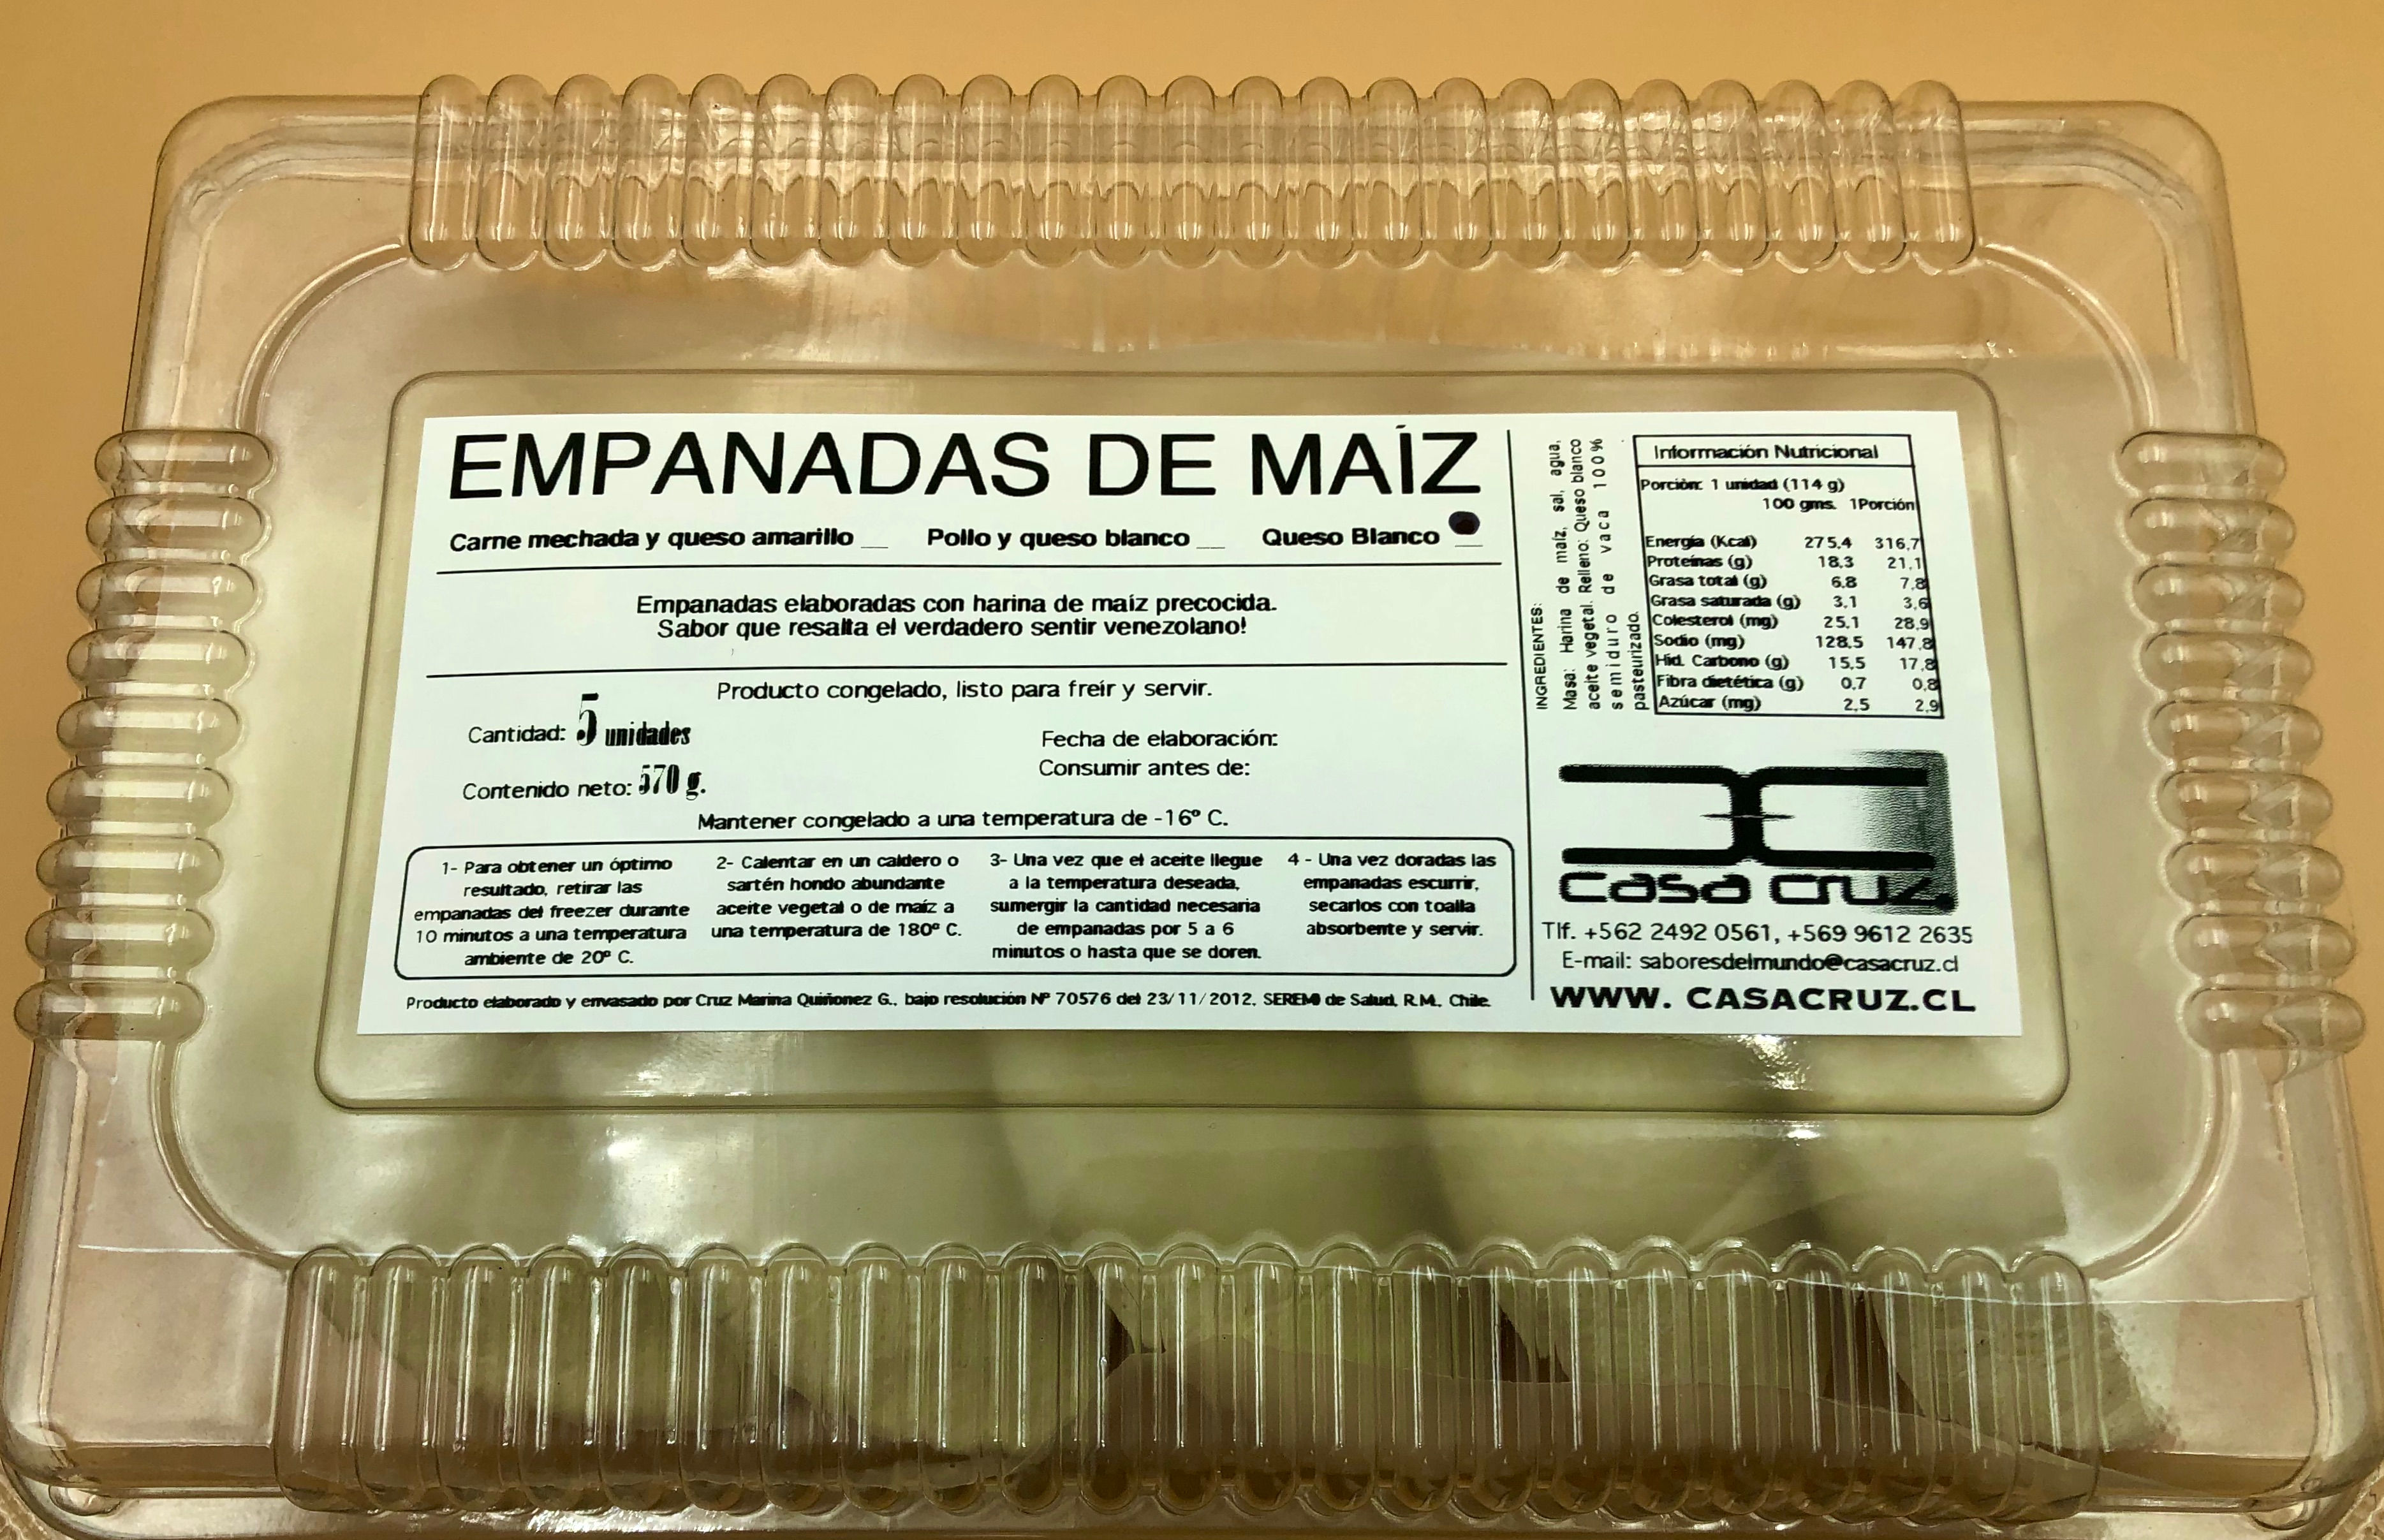 EMPANADAS DE MAÍZ
Carne mechada y queso amarillo __ Pollo y queso blanco __ Queso Blanco __
Empanadas elaboradas con harina de maíz precocida.
Sabor que resalta el verdadero sentir venezolano!
Producto congelado, listo para freír y servir.
Cantidad: 5 unidades
Contenido neto: 570 g.
Fecha de elaboración:
Consumir antes de:
Mantener congelado a una temperatura de -16º C.
1- Para obtener un óptimo
resultado, retirar las
empanadas del freezer durante
10 minutos a una temperatura
ambiente de 20º C.
2- Calentar en un caldero o
sartén hondo abundante
aceite vegetal o de maíz a
una temperatura de 180º C.
3- Una vez que el aceite llegue
a la temperatura deseada,
sumergir la cantidad necesaria
de empanadas por 5 a 6
minutos o hasta que se doren.
4 - Una vez doradas las
empanadas escurrir,
secarlos con toalla
absorbente y servir.
Producto elaborado y envasado por Cruz Marina Quiñonez G., bajo resolución Nº 70576 del 23/11/2012, SEREMI de Salud, R.M., Chile.
INGREDIENTES:
Masa: Harina de maíz, sal, agua,
aceite vegetal. Relleno: Queso blanco
semiduro de vaca 100%
pasteurizado.
Información Nutricional
Porción: 1 unidad (114 g)
100 gms. 1Porción
Energía (Kcal) 275,4 316,7
Proteínas (g) 18,3 21,1
Grasa total (g) 6,8 7,8
Grasa saturada (g) 3,1 3,6
Colesterol (mg) 25,1 28,9
Sodio (mg) 128,5 147,8
Hid. Carbono (g) 15,5 17,8
Fibra dietética (g) 0,7 0,8
Azúcar (mg) 2,5 2,9
casa cruz.
Tlf. +562 2492 0561, +569 9612 2635
E-mail: saboresdelmundo@casacruz.cl
WWW. CASACRUZ.CL